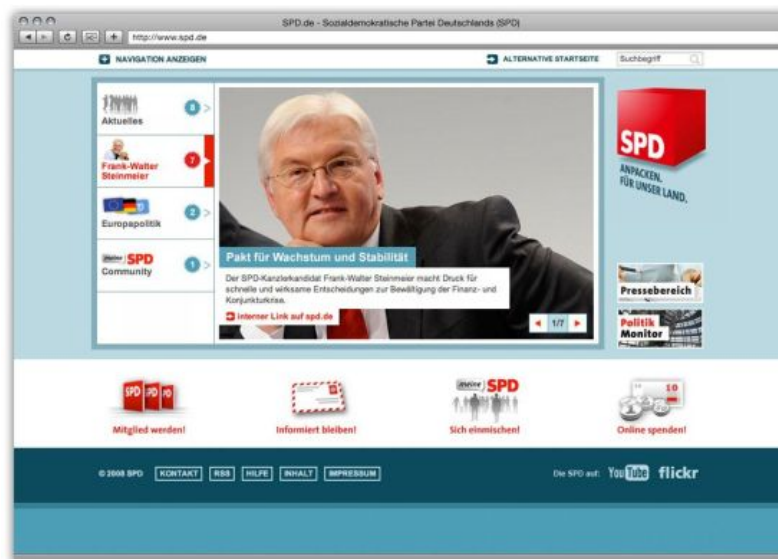 SPD.de - Sozialdemokratische Partei Deutschlands (SPD)
http://www.spd.de
NAVIGATION ANZEIGEN
ALTERNATIVE STARTSEITE
Suchbegriff
Aktuelles
8
Frank-Walter
Steinmeier
7
Europapolitik
2
meine SPD
Community
1
Pakt für Wachstum und Stabilität
Der SPD-Kanzlerkandidat Frank-Walter Steinmeier macht Druck für
schnelle und wirksame Entscheidungen zur Bewältigung der Finanz- und
Konjunkturkrise.
interner Link auf spd.de
1/7
SPD
ANPACKEN.
FÜR UNSER LAND.
Pressebereich
Politik
Monitor
SPD SPD SPD
meine SPD
10
Mitglied werden!
Informiert bleiben!
Sich einmischen!
Online spenden!
© 2008 SPD
KONTAKT
RSS
HILFE
INHALT
IMPRESSUM
Die SPD auf:
YouTube
flickr